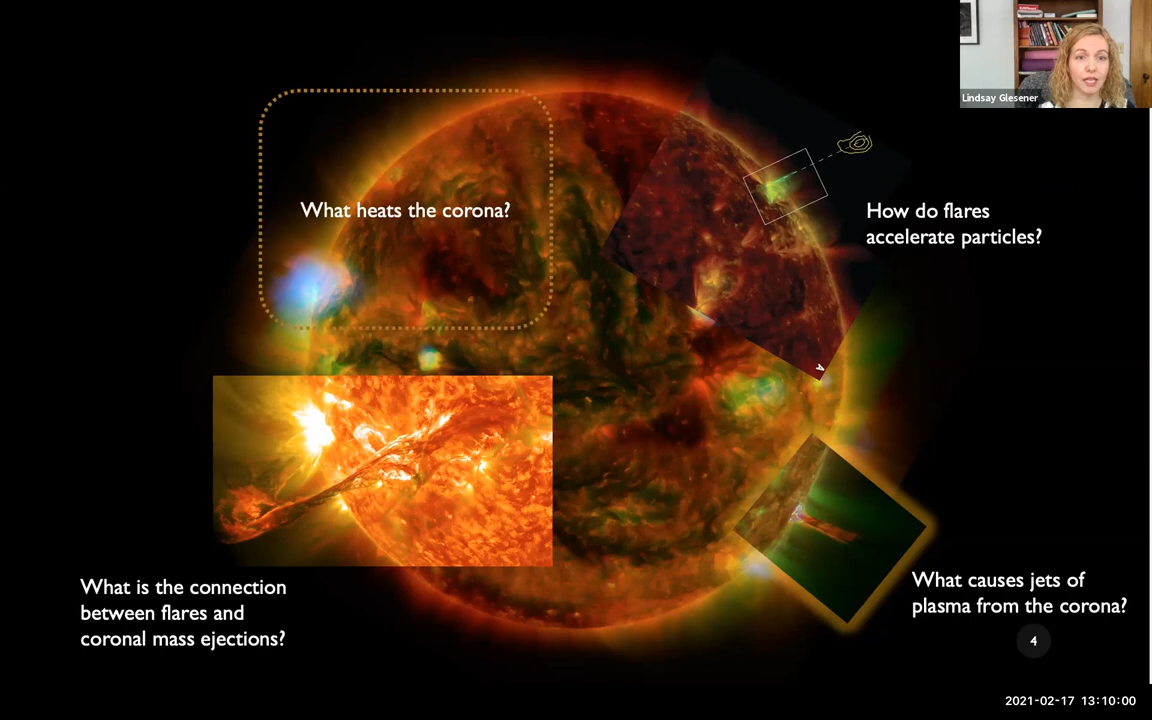 Lindsay Glesener
What heats the corona?
How do flares
accelerate particles?
A
What is the connection
between flares and
coronal mass ejections?
What causes jets of
plasma from the corona?
4
2021-02-17 13:10:00